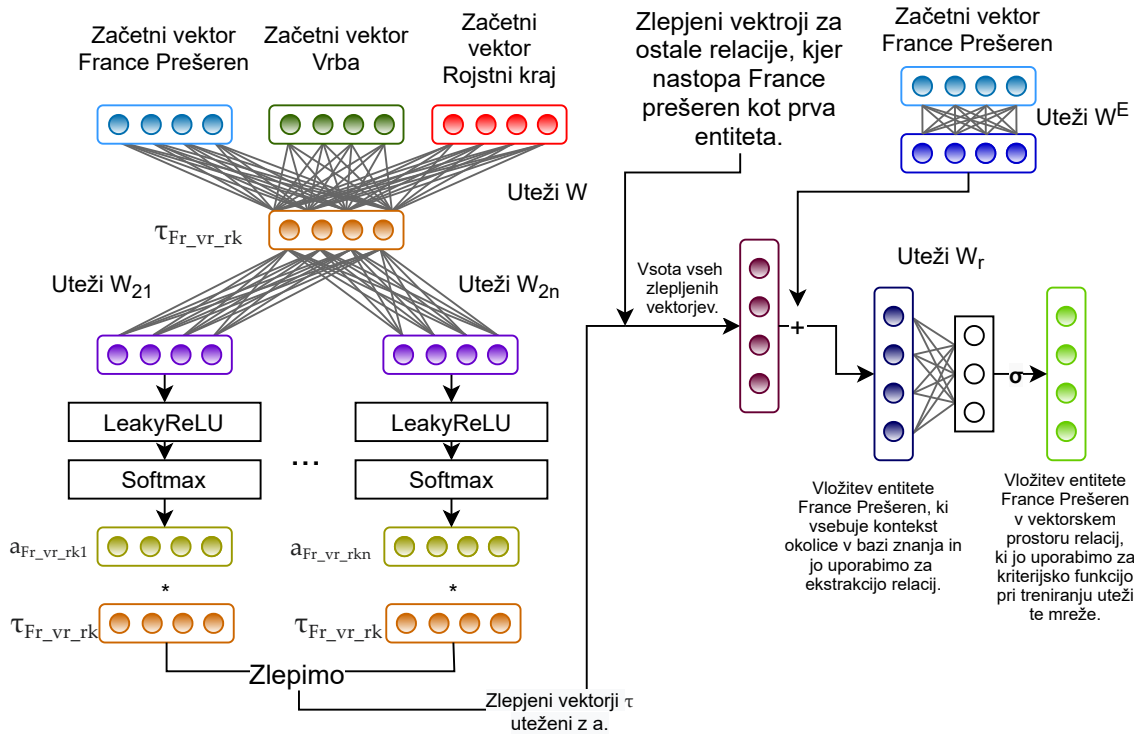 Začetni vektor
France Prešeren
Začetni vektor
Vrba
Začetni
vektor
Rojstni kraj
Zlepjeni vektroji za
ostale relacije, kjer
nastopa France
prešeren kot prva
entiteta.
Začetni vektor
France Prešeren
Uteži W^E
Uteži W
τ_Fr_vr_rk
Uteži W_21
Uteži W_2n
Vsota vseh
zlepljenih
vektorjev.
+
Uteži W_r
σ
LeakyReLU
LeakyReLU
...
Softmax
Softmax
a_Fr_vr_rk1
a_Fr_vr_rkn
*
*
τ_Fr_vr_rk
τ_Fr_vr_rk
Zlepimo
Zlepjeni vektorji τ
uteženi z a.
Vložitev entitete
France Prešeren, ki
vsebuje kontekst
okolice v bazi znanja in
jo uporabimo za
ekstrakcijo relacij.
Vložitev entitete
France Prešeren
v vektorskem
prostoru relacij,
ki jo uporabimo za
kriterijsko funkcijo
pri treniranju uteži
te mreže.